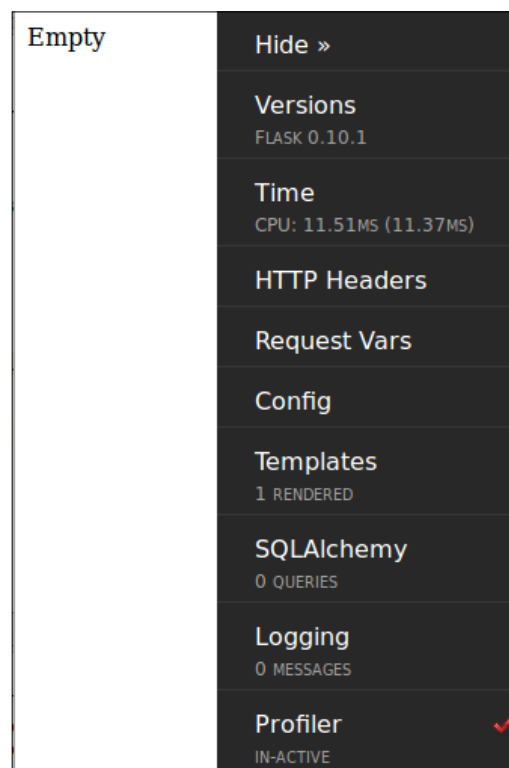 Empty
Hide »
Versions
FLASK 0.10.1
Time
CPU: 11.51MS (11.37MS)
HTTP Headers
Request Vars
Config
Templates
1 RENDERED
SQLAlchemy
0 QUERIES
Logging
0 MESSAGES
Profiler
IN-ACTIVE